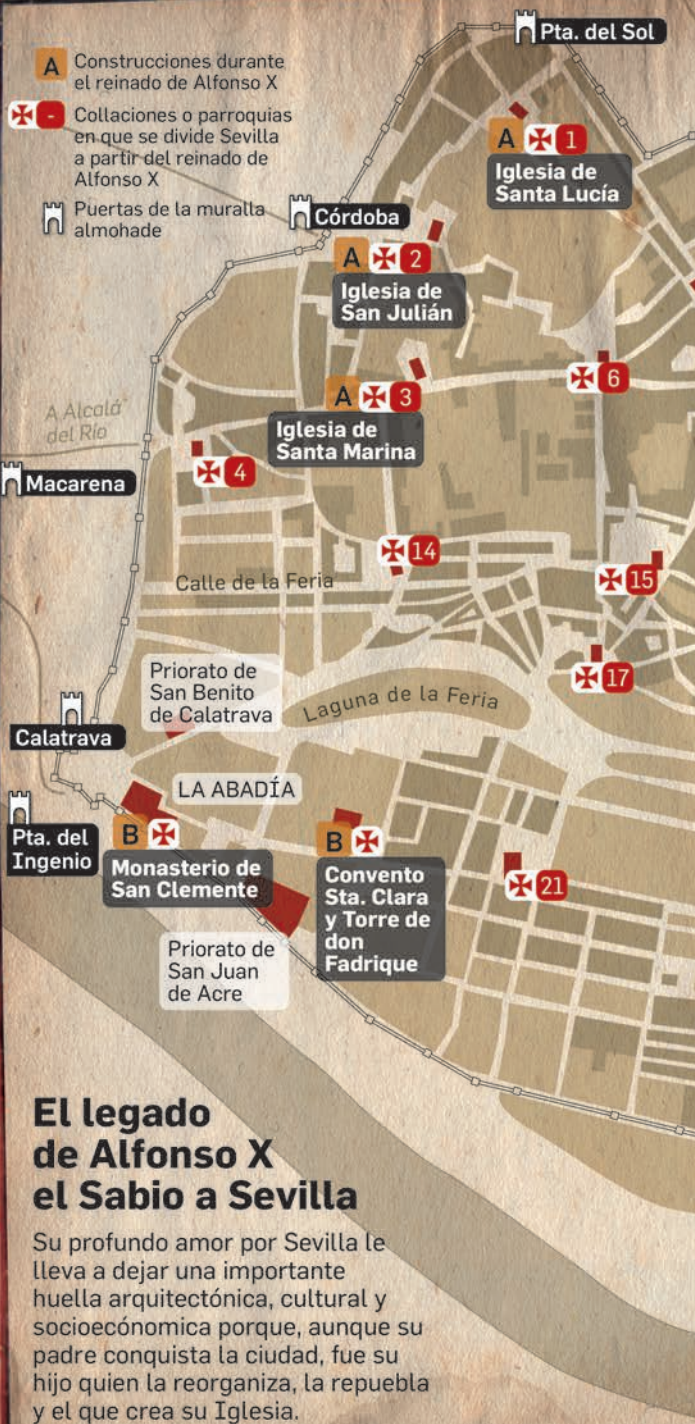 Pta. del Sol
A Construcciones durante
el reinado de Alfonso X
- Collaciones o parroquias
en que se divide Sevilla
a partir del reinado de
Alfonso X
Puertas de la muralla
almohade
A 1
Iglesia de
Santa Lucía
Córdoba
A 2
Iglesia de
San Julián
6
A 3
Iglesia de
Santa Marina
A Alcalá
del Río
4
Macarena
14
15
Calle de la Feria
17
Priorato de
San Benito
de Calatrava
Laguna de la Feria
Calatrava
LA ABADÍA
Pta. del
Ingenio
B
Monasterio de
San Clemente
B
Convento
Sta. Clara
y Torre de
don
Fadrique
21
Priorato de
San Juan
de Acre
El legado
de Alfonso X
el Sabio a Sevilla
Su profundo amor por Sevilla le
lleva a dejar una importante
huella arquitectónica, cultural y
socioecónomica porque, aunque su
padre conquista la ciudad, fue su
hijo quien la reorganiza, la repuebla
y el que crea su Iglesia.